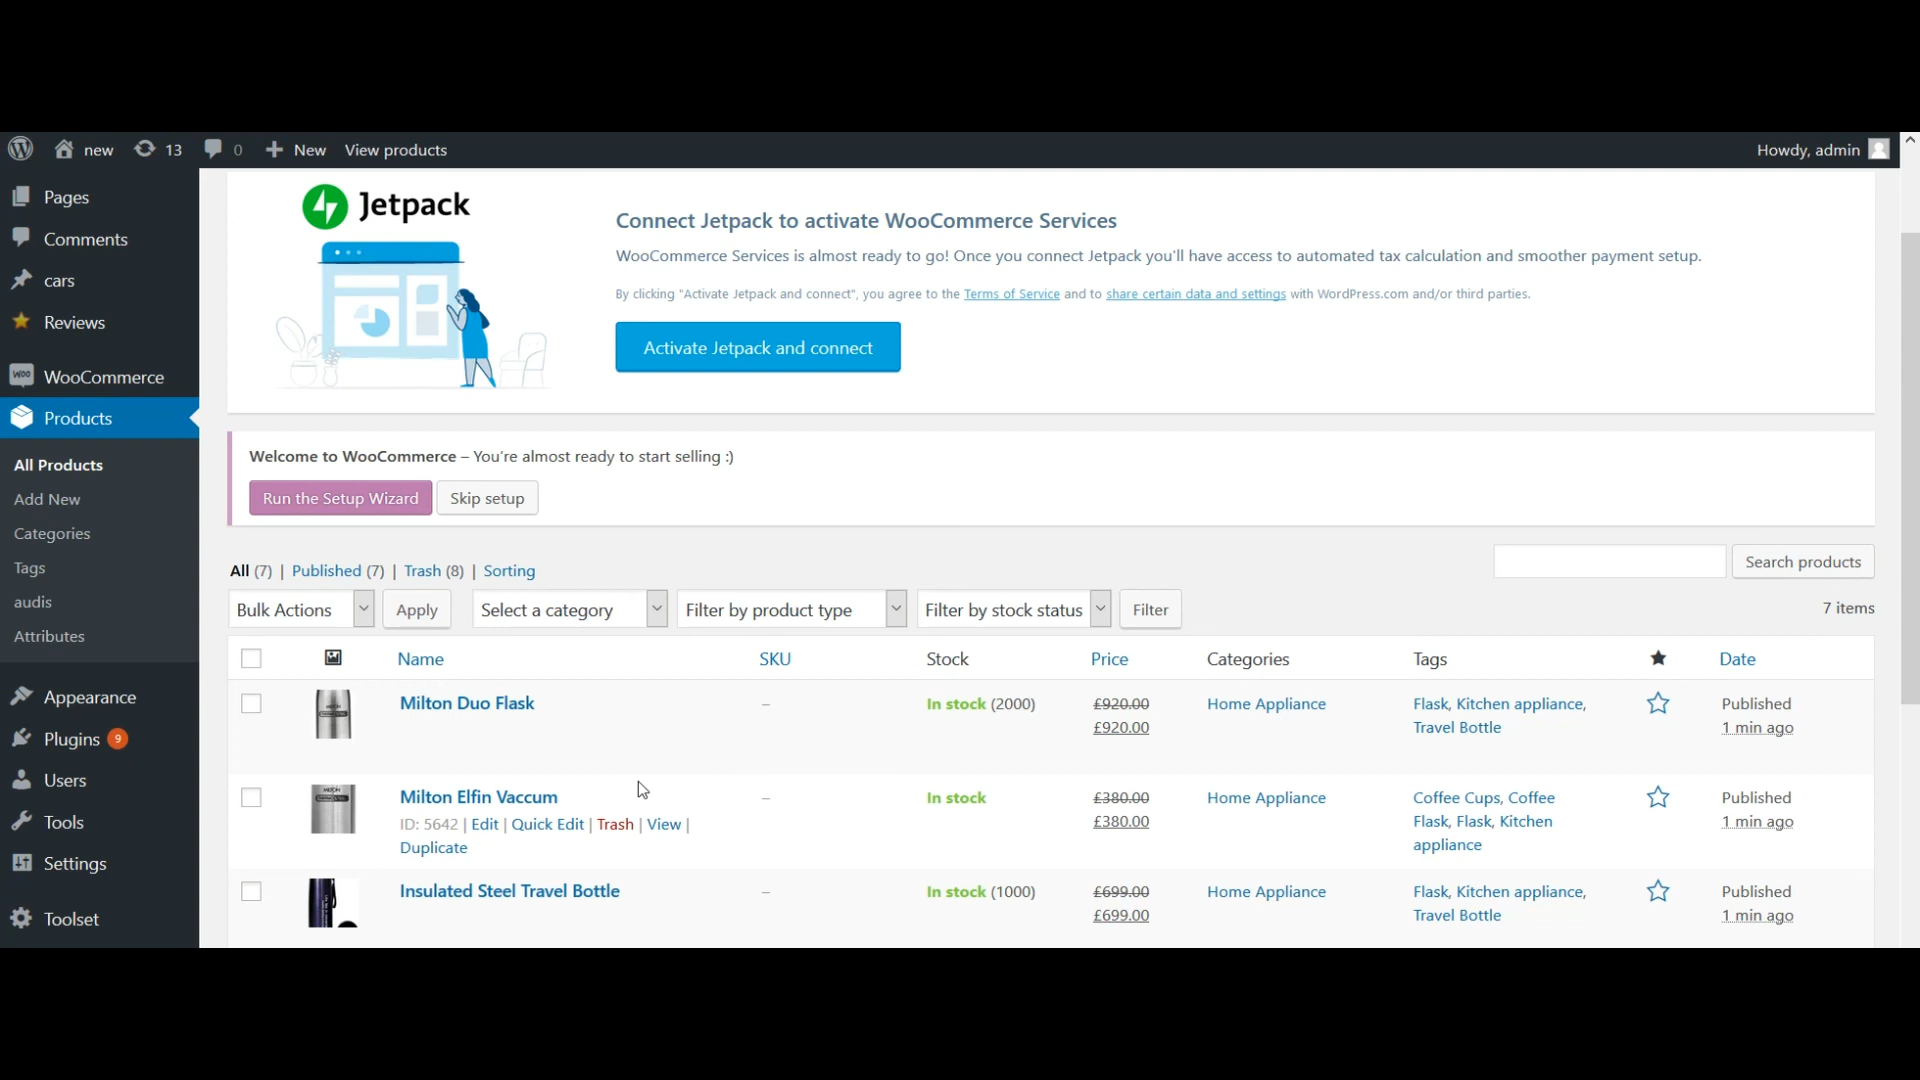 new 13 0 New View products Howdy, admin
Pages
Comments
cars
Reviews
WooCommerce
Products
All Products
Add New
Categories
Tags
audis
Attributes
Appearance
Plugins 9
Users
Tools
Settings
Toolset
Jetpack
Connect Jetpack to activate WooCommerce Services
WooCommerce Services is almost ready to go! Once you connect Jetpack you'll have access to automated tax calculation and smoother payment setup.
By clicking "Activate Jetpack and connect", you agree to the Terms of Service and to share certain data and settings with WordPress.com and/or third parties.
Activate Jetpack and connect
Welcome to WooCommerce – You're almost ready to start selling :)
Run the Setup Wizard Skip setup
All (7) | Published (7) | Trash (8) | Sorting
Search products
Bulk Actions Apply Select a category Filter by product type Filter by stock status Filter 7 items
Name SKU Stock Price Categories Tags Date
Milton Duo Flask – In stock (2000) £920.00 Home Appliance Flask, Kitchen appliance, Published
£920.00 Travel Bottle 1 min ago
Milton Elfin Vaccum – In stock £380.00 Home Appliance Coffee Cups, Coffee Published
ID: 5642 | Edit | Quick Edit | Trash | View | £380.00 Flask, Flask, Kitchen 1 min ago
Duplicate appliance
Insulated Steel Travel Bottle – In stock (1000) £699.00 Home Appliance Flask, Kitchen appliance, Published
£699.00 Travel Bottle 1 min ago